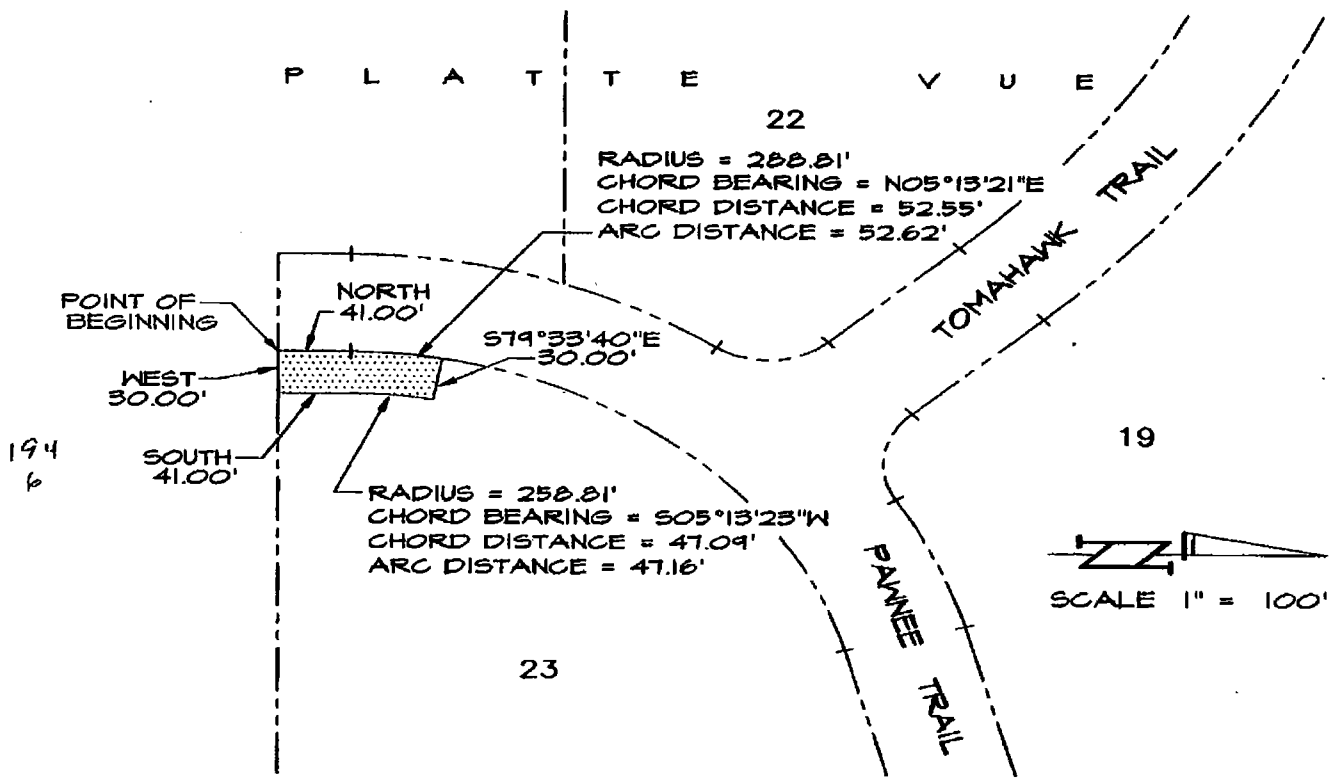 PLATTE VUE
22
RADIUS = 288.81'
CHORD BEARING = N05°13'21"E
CHORD DISTANCE = 52.55'
ARC DISTANCE = 52.62'
TOMAHAWK TRAIL
POINT OF
BEGINNING
NORTH
41.00'
S79°33'40"E
30.00'
WEST
30.00'
SOUTH
41.00'
194
6
19
RADIUS = 258.81'
CHORD BEARING = S05°13'23"W
CHORD DISTANCE = 47.09'
ARC DISTANCE = 47.16'
PAWNEE TRAIL
N
SCALE 1" = 100'
23